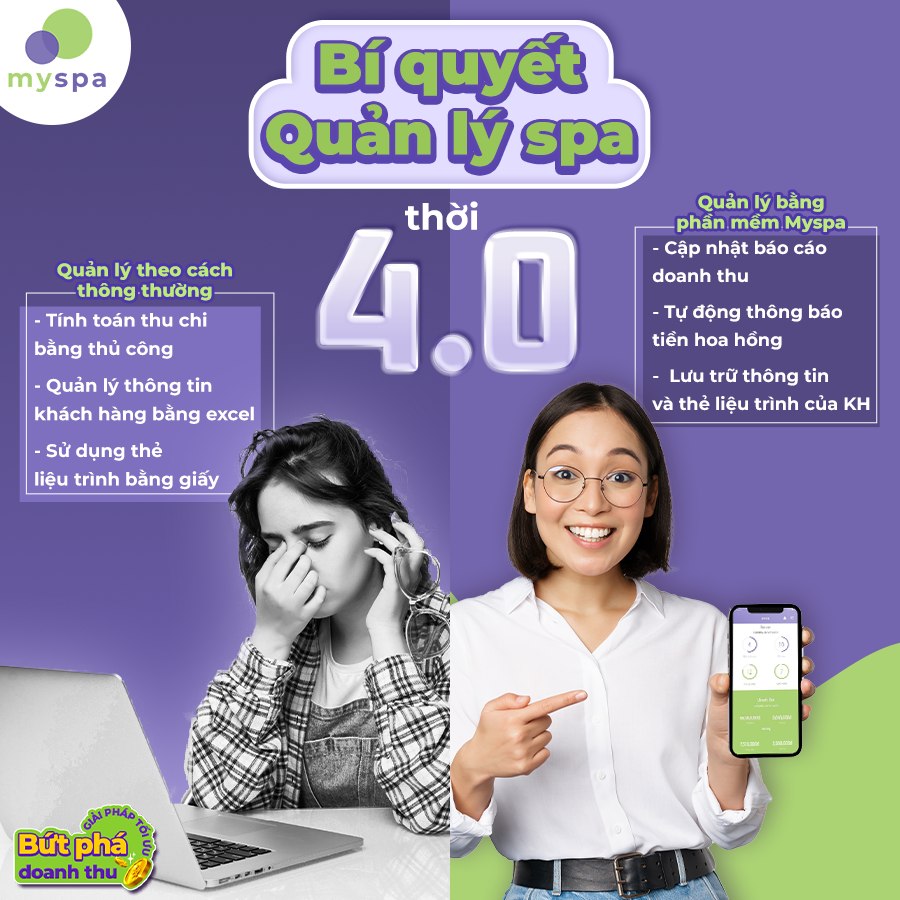 myspa
Bí quyết
Quản lý spa
thời
4.0
Quản lý theo cách
thông thường
- Tính toán thu chi
bằng thủ công
- Quản lý thông tin
khách hàng bằng excel
- Sử dụng thẻ
liệu trình bằng giấy
Quản lý bằng
phần mềm Myspa
- Cập nhật báo cáo
doanh thu
- Tự động thông báo
tiền hoa hồng
- Lưu trữ thông tin
và thẻ liệu trình của KH
GIẢI PHÁP TỐI ƯU
Bứt phá
doanh thu